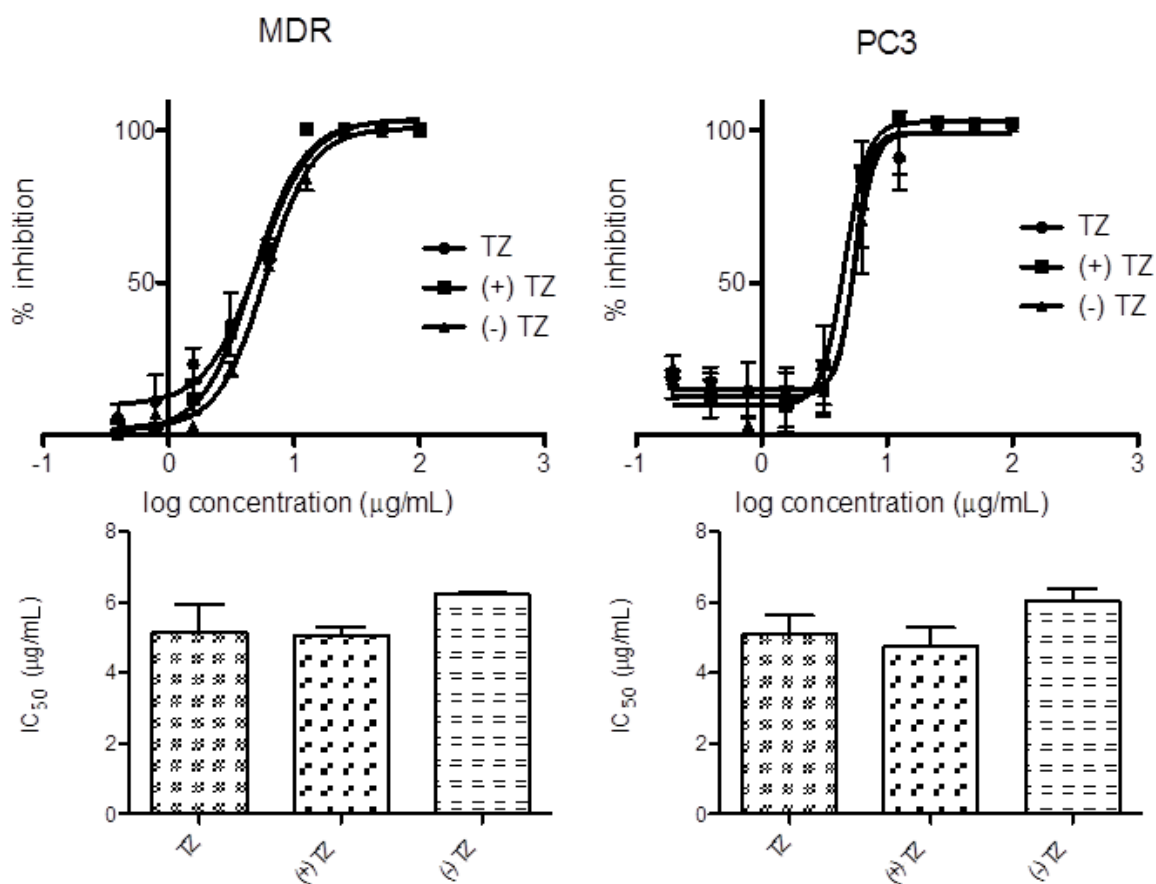 MDR
100
50
% inhibition
TZ
(+) TZ
(-) TZ
-1
0
1
2
3
log concentration (μg/mL)
PC3
100
50
% inhibition
TZ
(+) TZ
(-) TZ
-1
0
1
2
3
log concentration (μg/mL)
8
6
4
2
0
IC50 (μg/mL)
TZ
(+) TZ
(-) TZ
8
6
4
2
0
IC50 (μg/mL)
TZ
(+) TZ
(-) TZ